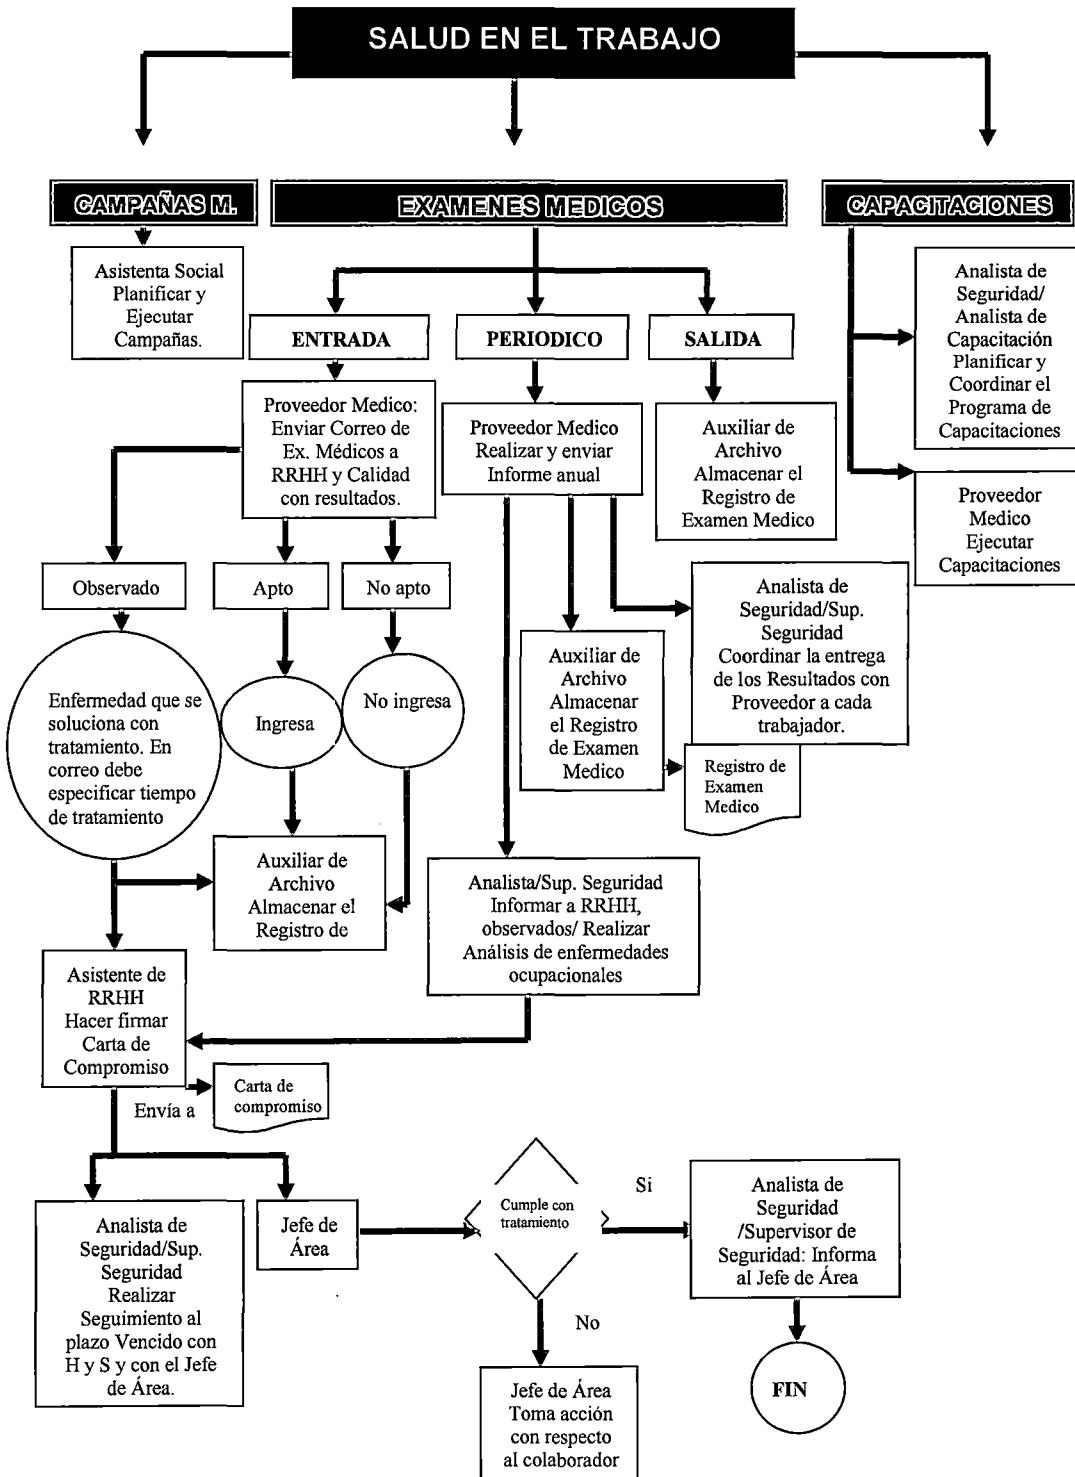 SALUD EN EL TRABAJO
CAMPAÑAS M.
EXAMENES MEDICOS
CAPACITACIONES
Asistenta Social
Planificar y
Ejecutar
Campañas.
ENTRADA
PERIODICO
SALIDA
Analista de
Seguridad/
Analista de
Capacitación
Planificar y
Coordinar el
Programa de
Capacitaciones
Proveedor Medico:
Enviar Correo de
Ex. Médicos a
RRHH y Calidad
con resultados.
Proveedor Medico
Realizar y enviar
Informe anual
Auxiliar de
Archivo
Almacenar el
Registro de
Examen Medico
Proveedor
Medico
Ejecutar
Capacitaciones
Observado
Apto
No apto
Analista de
Seguridad/Sup.
Seguridad
Coordinar la entrega
de los Resultados con
Proveedor a cada
trabajador.
Enfermedad que se
soluciona con
tratamiento. En
correo debe
especificar tiempo
de tratamiento
Ingresa
No ingresa
Auxiliar de
Archivo
Almacenar
el Registro
de Examen
Medico
Registro de
Examen
Medico
Auxiliar de
Archivo
Almacenar el
Registro de
Analista/Sup. Seguridad
Informar a RRHH,
observados/ Realizar
Análisis de enfermedades
ocupacionales
Asistente de
RRHH
Hacer firmar
Carta de
Compromiso
Carta de
compromiso
Envía a
Analista de
Seguridad/Sup.
Seguridad
Realizar
Seguimiento al
plazo Vencido con
H y S y con el Jefe
de Área.
Jefe de
Área
Cumple con
tratamiento
Si
Analista de
Seguridad
/Supervisor de
Seguridad: Informa
al Jefe de Área
No
FIN
Jefe de Área
Toma acción
con respecto
al colaborador